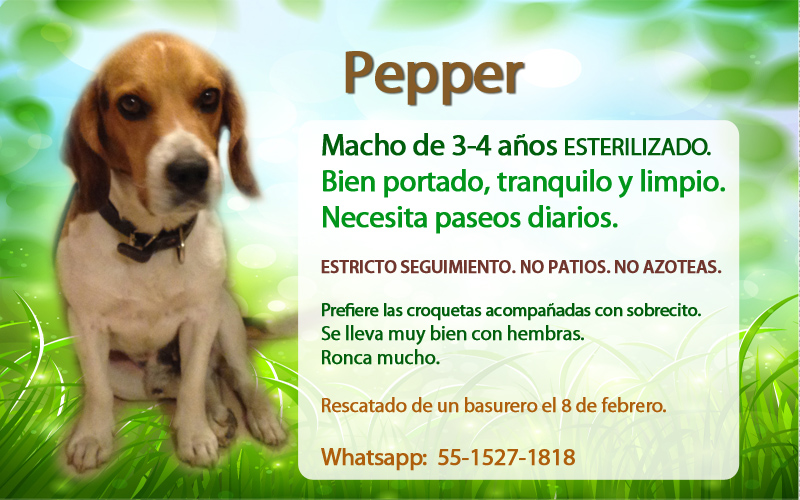 Pepper
Macho de 3-4 años ESTERILIZADO.
Bien portado, tranquilo y limpio.
Necesita paseos diarios.
ESTRICTO SEGUIMIENTO. NO PATIOS. NO AZOTEAS.
Prefiere las croquetas acompañadas con sobrecito.
Se lleva muy bien con hembras.
Ronca mucho.
Rescatado de un basurero el 8 de febrero.
Whatsapp: 55-1527-1818